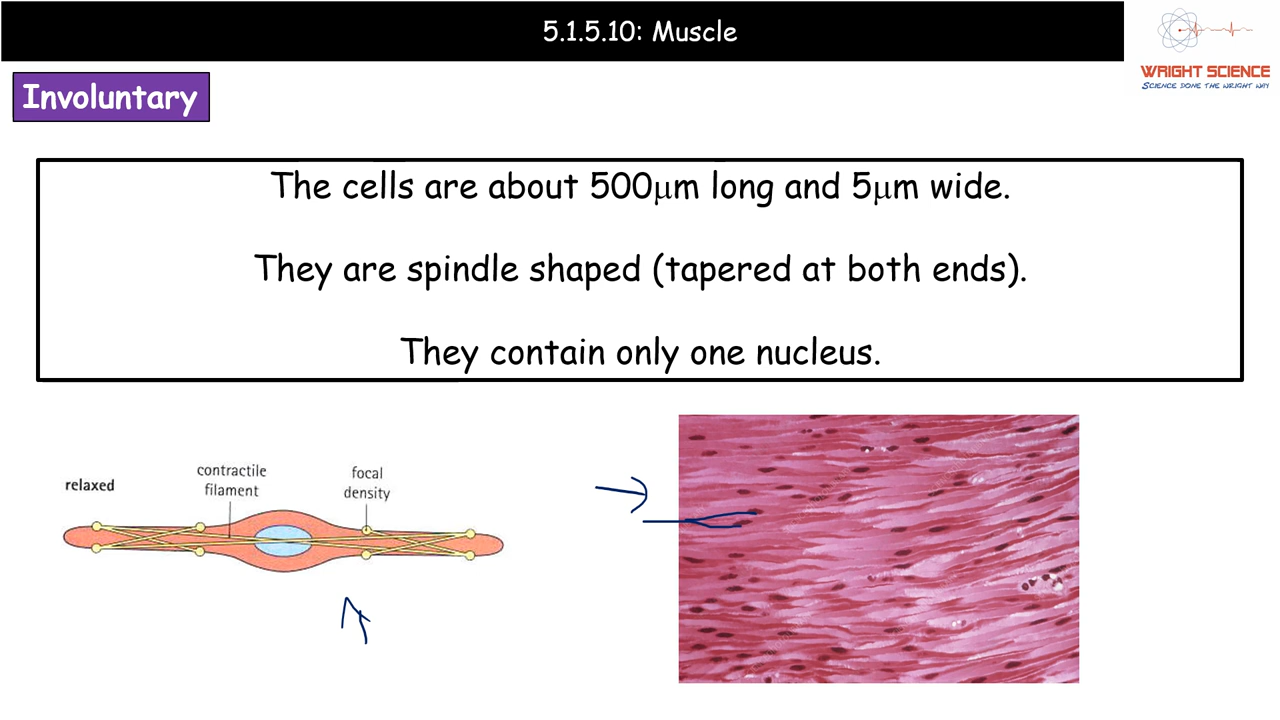 5.1.5.10: Muscle
WRIGHT SCIENCE
SCIENCE DONE THE WRIGHT WAY
Involuntary
The cells are about 500μm long and 5μm wide.
They are spindle shaped (tapered at both ends).
They contain only one nucleus.
relaxed
contractile
filament
focal
density